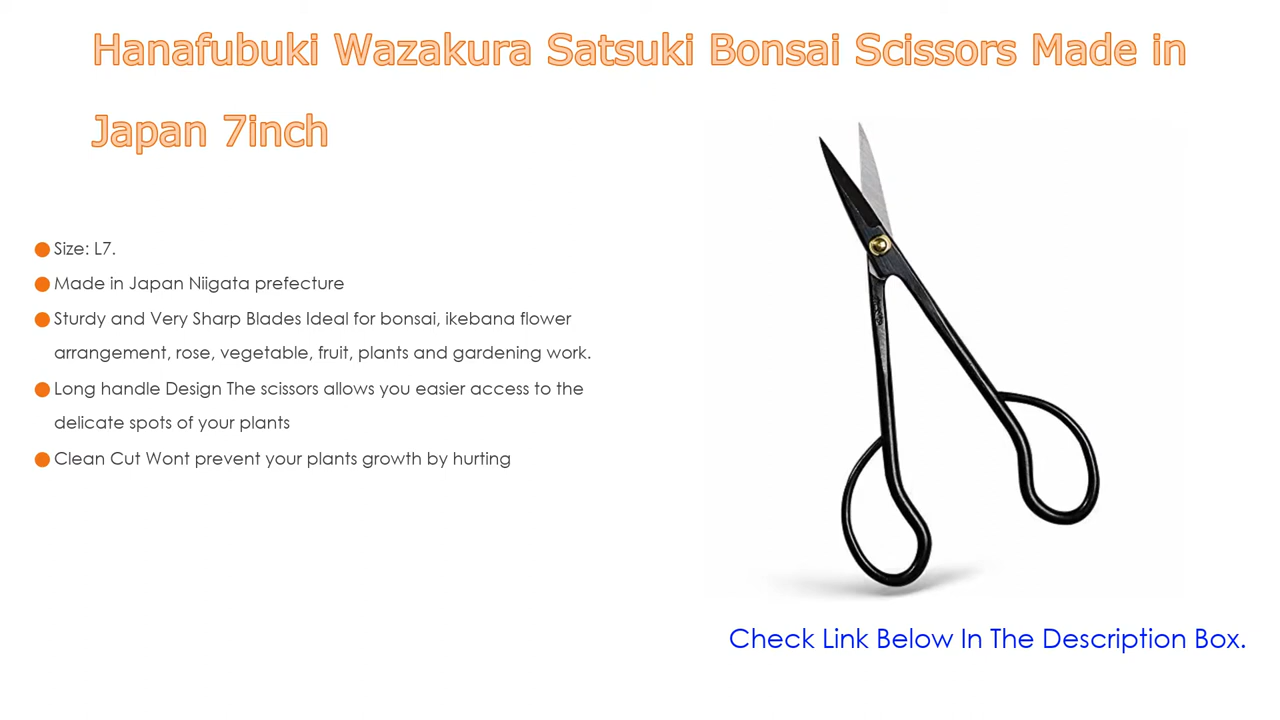 Hanafubuki Wazakura Satsuki Bonsai Scissors Made in
Japan 7inch
Size: L7.
Made in Japan Niigata prefecture
Sturdy and Very Sharp Blades Ideal for bonsai, ikebana flower
arrangement, rose, vegetable, fruit, plants and gardening work.
Long handle Design The scissors allows you easier access to the
delicate spots of your plants
Clean Cut Wont prevent your plants growth by hurting
Check Link Below In The Description Box.